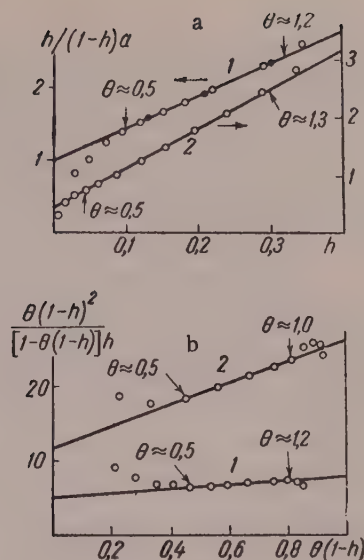 h/(1-h)a
a
θ≈1,2
1
3
2
θ≈0,5
2
2
1
θ≈1,3
1
θ≈0,5
0,1 0,2 0,3 h
θ(1-h)²
[1-θ(1-h)]h
b
θ≈1,0
2
20
θ≈0,5
θ≈0,5
θ≈1,2
10
1
0,2 0,4 0,6 0,8 θ(1-h)